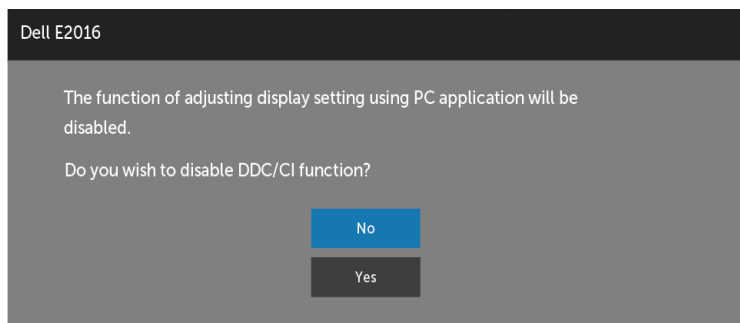 Dell E2016
The function of adjusting display setting using PC application will be
disabled.
Do you wish to disable DDC/CI function?
No
Yes